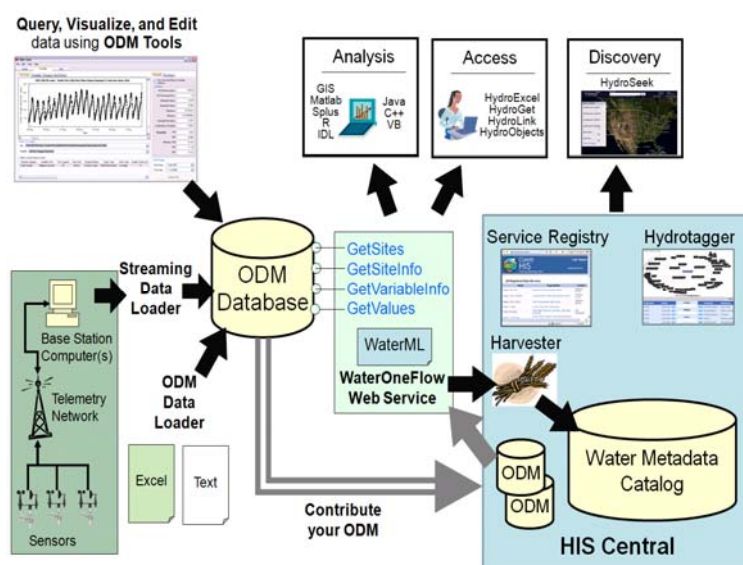 Query, Visualize, and Edit
data using ODM Tools
Analysis
GIS
Matlab
Splus
R
IDL
Java
C++
VB
Access
HydroExcel
HydroGet
HydroLink
HydroObjects
Discovery
HydroSeek
Service Registry
Hydrotagger
Streaming
Data
Loader
ODM
Database
GetSites
GetSiteInfo
GetVariableInfo
GetValues
WaterML
WaterOneFlow
Web Service
Harvester
Base Station
Computer(s)
Telemetry
Network
Sensors
ODM
Data
Loader
Excel
Text
Contribute
your ODM
ODM
ODM
Water Metadata
Catalog
HIS Central